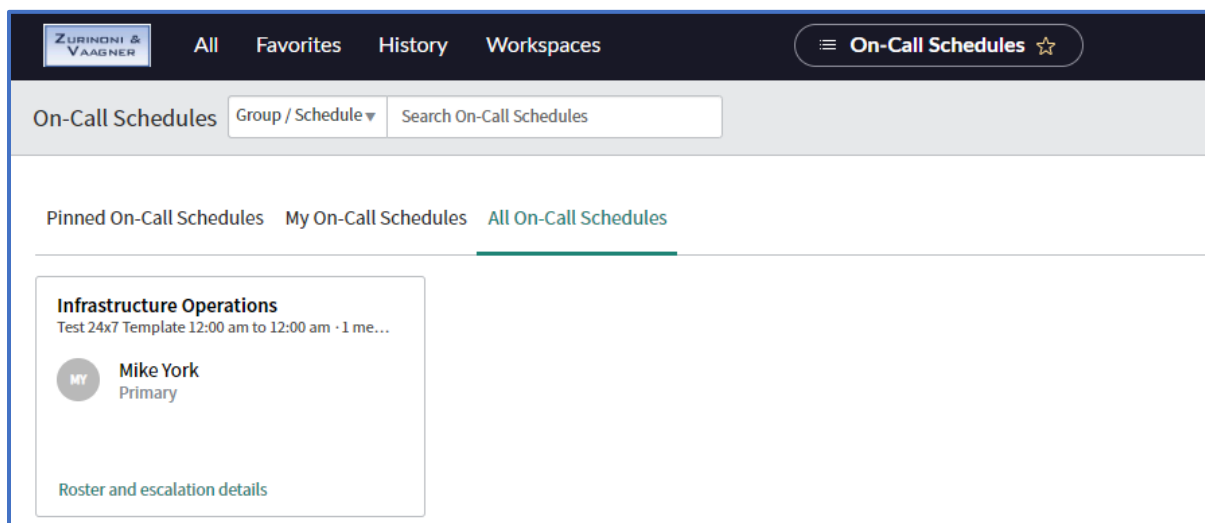 ZURINONI &
VAAGNER
All Favorites History Workspaces On-Call Schedules
On-Call Schedules Group / Schedule Search On-Call Schedules
Pinned On-Call Schedules My On-Call Schedules All On-Call Schedules
Infrastructure Operations
Test 24x7 Template 12:00 am to 12:00 am · 1 me...
MY Mike York
Primary
Roster and escalation details